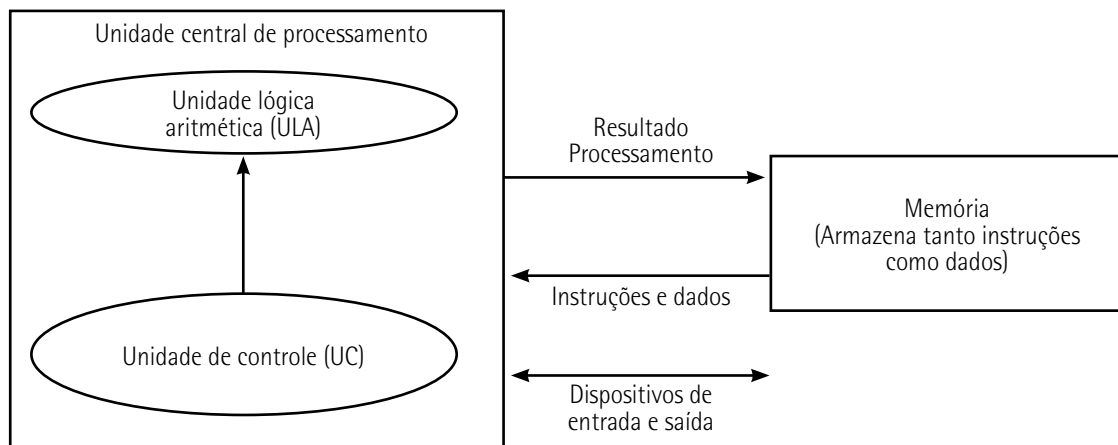 Unidade central de processamento
Unidade lógica
aritmética (ULA)
Resultado
Processamento
Memória
(Armazena tanto instruções
como dados)
Instruções e dados
Unidade de controle (UC)
Dispositivos de
entrada e saída